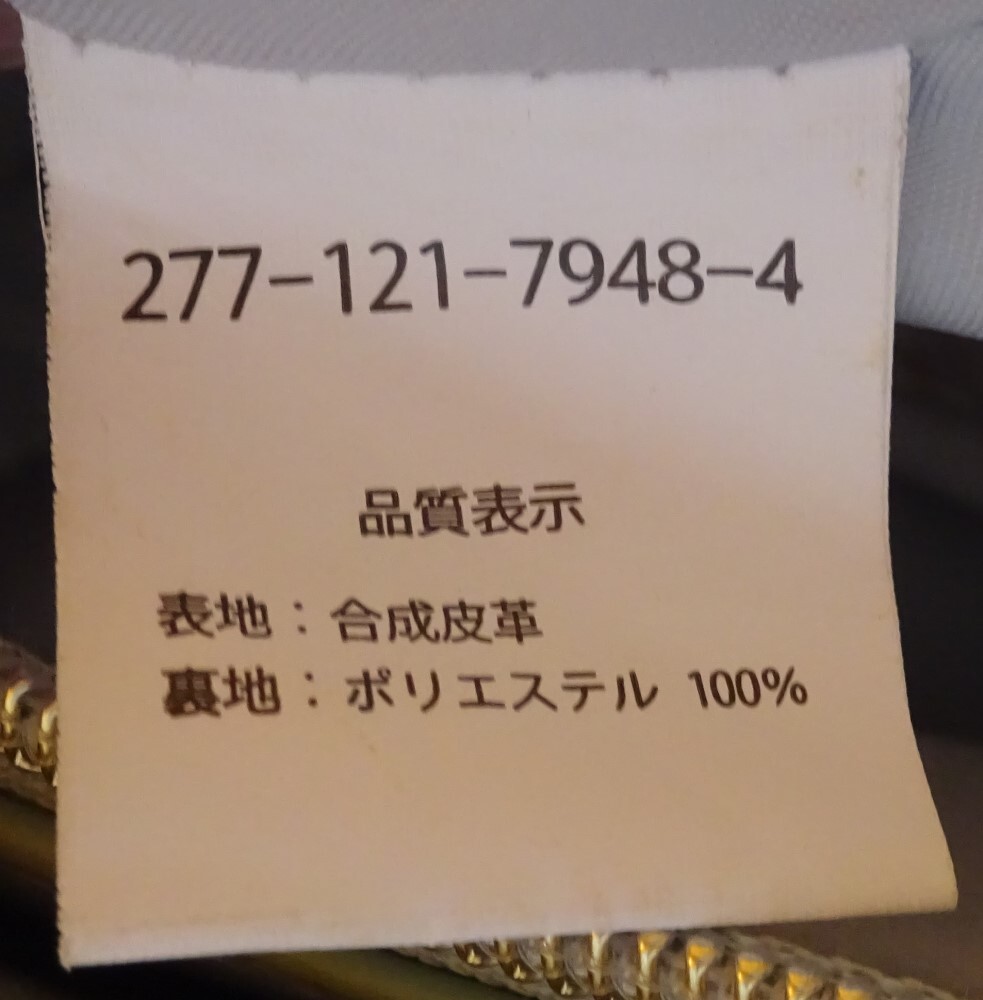 277-121-7948-4
品質表示
表地：合成皮革
裏地：ポリエステル 100%